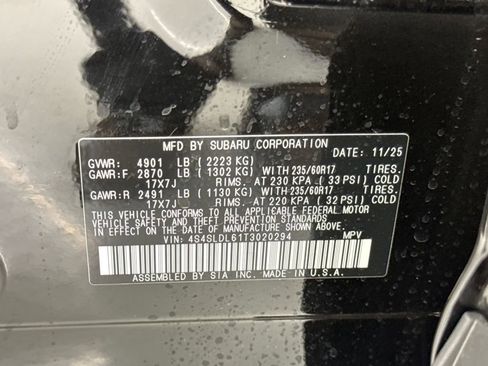 MFD BY SUBARU CORPORATION
GVWR: 4901 LB ( 2223 KG) DATE: 11/25
GAWR:F 2870 LB ( 1302 KG) WITH 235/60R17 TIRES.
17X7J RIMS. AT 230 KPA ( 33 PSI) COLD
GAWR:R 2491 LB ( 1130 KG) WITH 235/60R17 TIRES.
17X7J RIMS. AT 220 KPA ( 32 PSI) COLD
THIS VEHICLE CONFORMS TO ALL APPLICABLE FEDERAL MOTOR
VEHICLE SAFETY AND THEFT PREVENTION STANDARDS
IN EFFECT ON THE DATE OF MANUFACTURE SHOWN ABOVE.
VIN: 4S4SLDL61T3020294 MPV
ASSEMBLED BY SIA INC. MADE IN U.S.A.